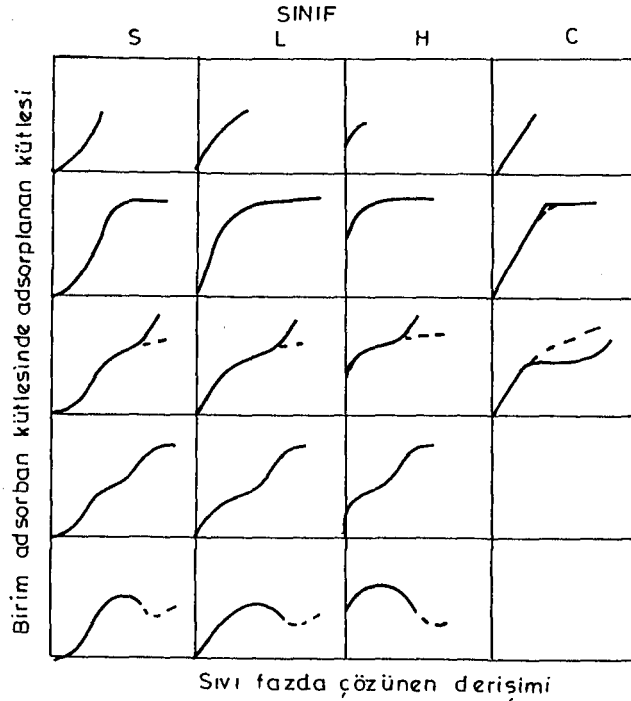 SINIF
S L H C
Birim adsorban kütlesinde adsorplanan kütlesi
Sıvı fazda çözünen derişimi